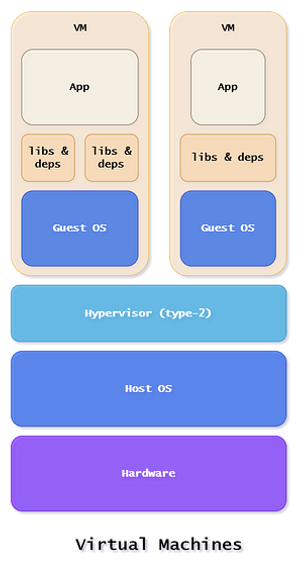 VM
App
libs &
deps
libs &
deps
Guest OS
VM
App
libs & deps
Guest OS
Hypervisor (type-2)
Host OS
Hardware
Virtual Machines